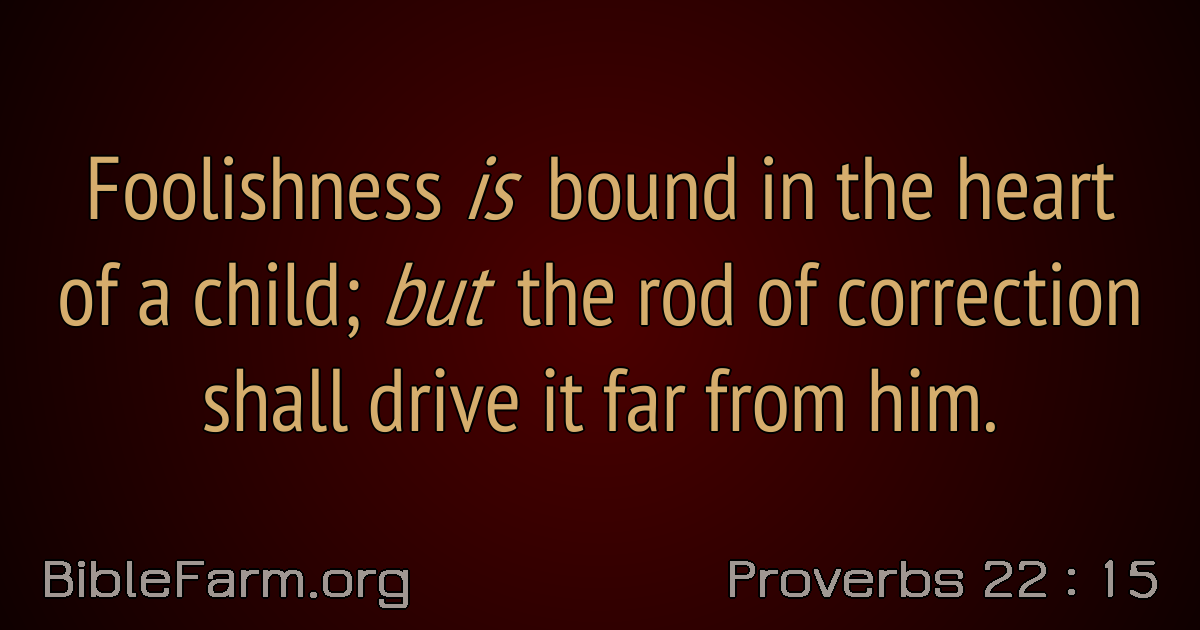 Foolishness is bound in the heart
of a child; but the rod of correction
shall drive it far from him.
BibleFarm.org
Proverbs 22 : 15